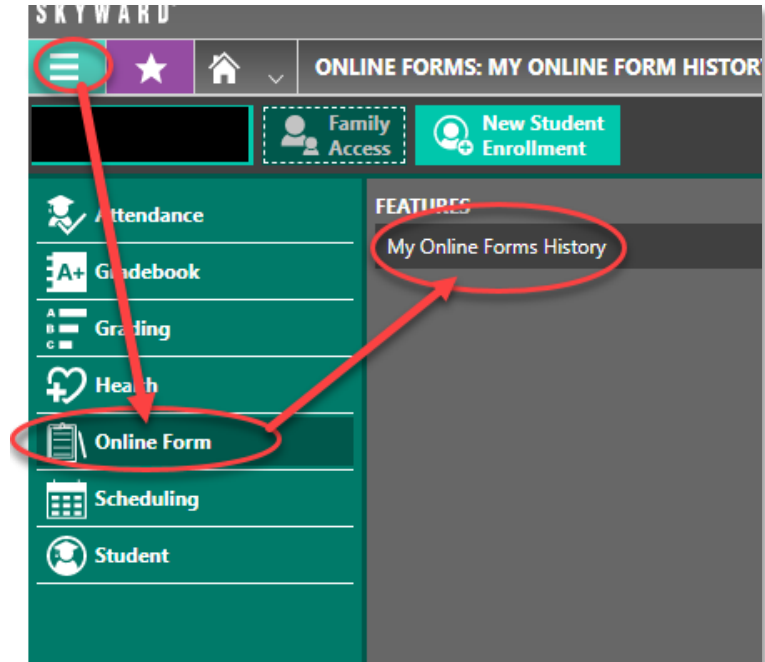 SKYWARD
ONLINE FORMS: MY ONLINE FORM HISTORY
Family
Access
New Student
Enrollment
Attendance
FEATURES
My Online Forms History
A+ Gradebook
A
B
C
Grading
Health
Online Form
Scheduling
Student